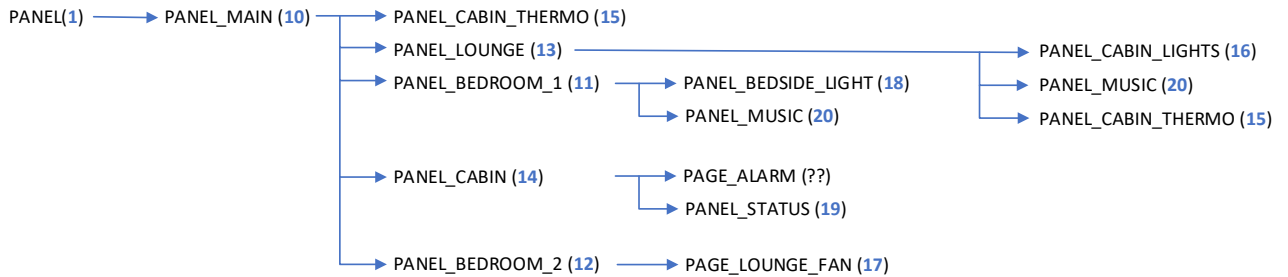 PANEL(1) PANEL_MAIN (10) PANEL_CABIN_THERMO (15)
PANEL_LOUNGE (13) PANEL_CABIN_LIGHTS (16)
PANEL_BEDROOM_1 (11) PANEL_BEDSIDE_LIGHT (18) PANEL_MUSIC (20)
PANEL_MUSIC (20) PANEL_CABIN_THERMO (15)
PANEL_CABIN (14) PAGE_ALARM (??)
PANEL_STATUS (19)
PANEL_BEDROOM_2 (12) PAGE_LOUNGE_FAN (17)